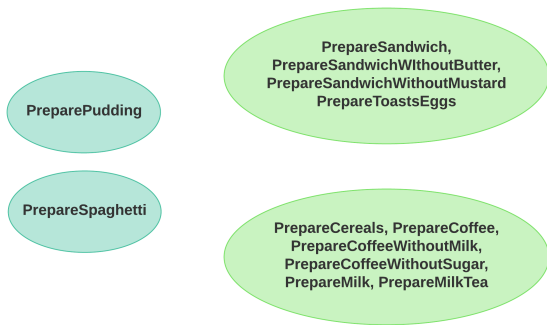 PreparePudding
PrepareSpaghetti
PrepareSandwich,
PrepareSandwichWIthoutButter,
PrepareSandwichWithoutMustard
PrepareToastsEggs
PrepareCereals, PrepareCoffee,
PrepareCoffeeWithoutMilk,
PrepareCoffeeWithoutSugar,
PrepareMilk, PrepareMilkTea